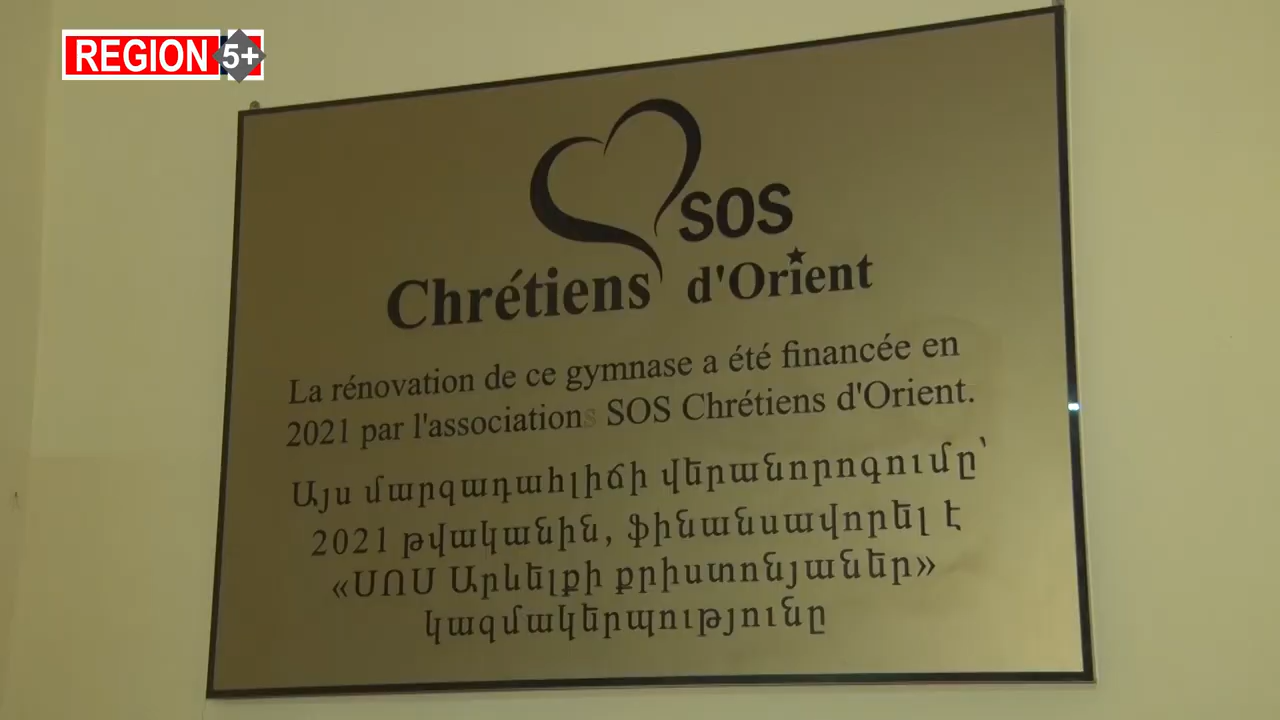 REGION 5+
SOS
Chrétiens d'Orient
La rénovation de ce gymnase a été financée en
2021 par l'associations SOS Chrétiens d'Orient.
Այս մարզադահլիճի վերանորոգումը՝
2021 թվականին, ֆինանսավորել է
«ՍՈՍ Արևելքի քրիստոնյաներ»
կազմակերպությունը